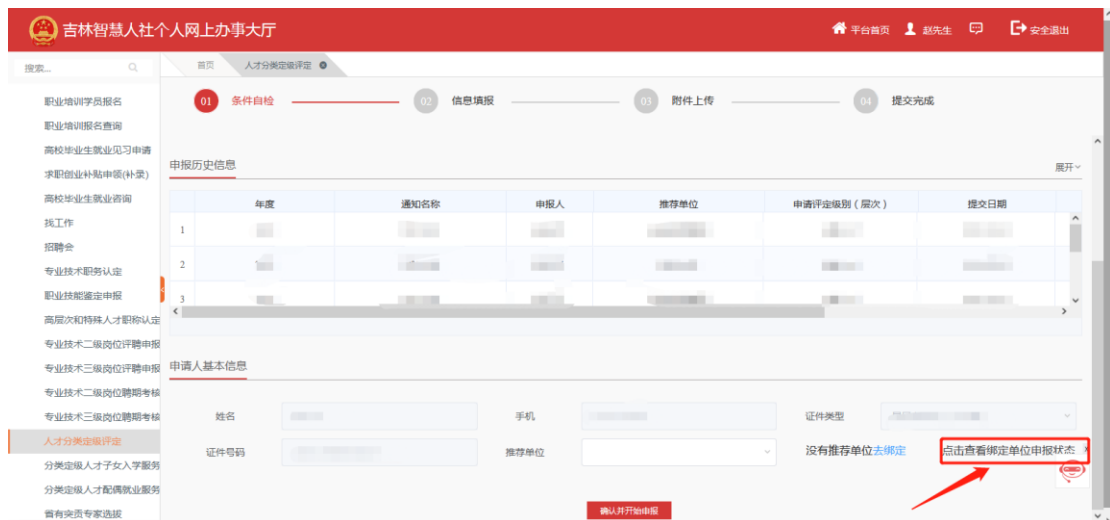 吉林智慧人社个人网上办事大厅
平台首页 赵先生 安全退出
搜索...
首页 人才分类定级评定
01 条件自检 02 信息填报 03 附件上传 04 提交完成
职业培训学员报名
职业培训报名查询
高校毕业生就业见习申请
求职创业补贴申领(补录)
高校毕业生就业咨询
找工作
招聘会
专业技术职务认定
职业技能鉴定申报
高层次和特殊人才职称认定
专业技术二级岗位评聘申报
专业技术三级岗位评聘申报
专业技术二级岗位聘期考核
专业技术三级岗位聘期考核
人才分类定级评定
分类定级人才子女入学服务
分类定级人才配偶就业服务
省有突贡专家选拔
申报历史信息 展开
年度 通知名称 申报人 推荐单位 申请评定级别（层次） 提交日期
1
2
3
申请人基本信息
姓名 手机 证件类型
证件号码 推荐单位 没有推荐单位去绑定 点击查看绑定单位申报状态
确认并开始申报